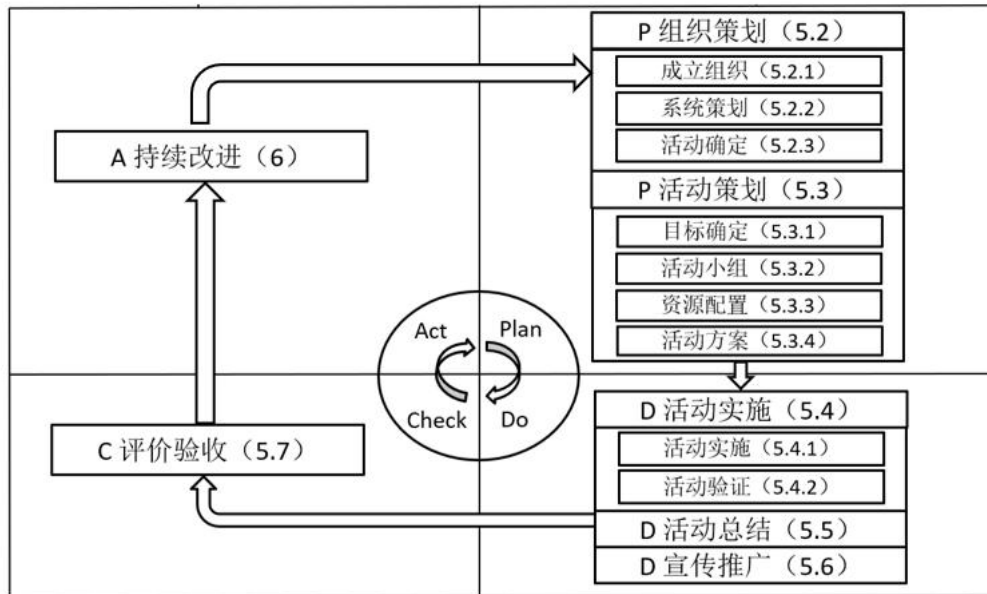 P 组织策划（5.2）
成立组织（5.2.1）
系统策划（5.2.2）
活动确定（5.2.3）
A 持续改进（6）
P 活动策划（5.3）
目标确定（5.3.1）
活动小组（5.3.2）
资源配置（5.3.3）
活动方案（5.3.4）
Act Plan
Check Do
D 活动实施（5.4）
活动实施（5.4.1）
活动验证（5.4.2）
C 评价验收（5.7）
D 活动总结（5.5）
D 宣传推广（5.6）